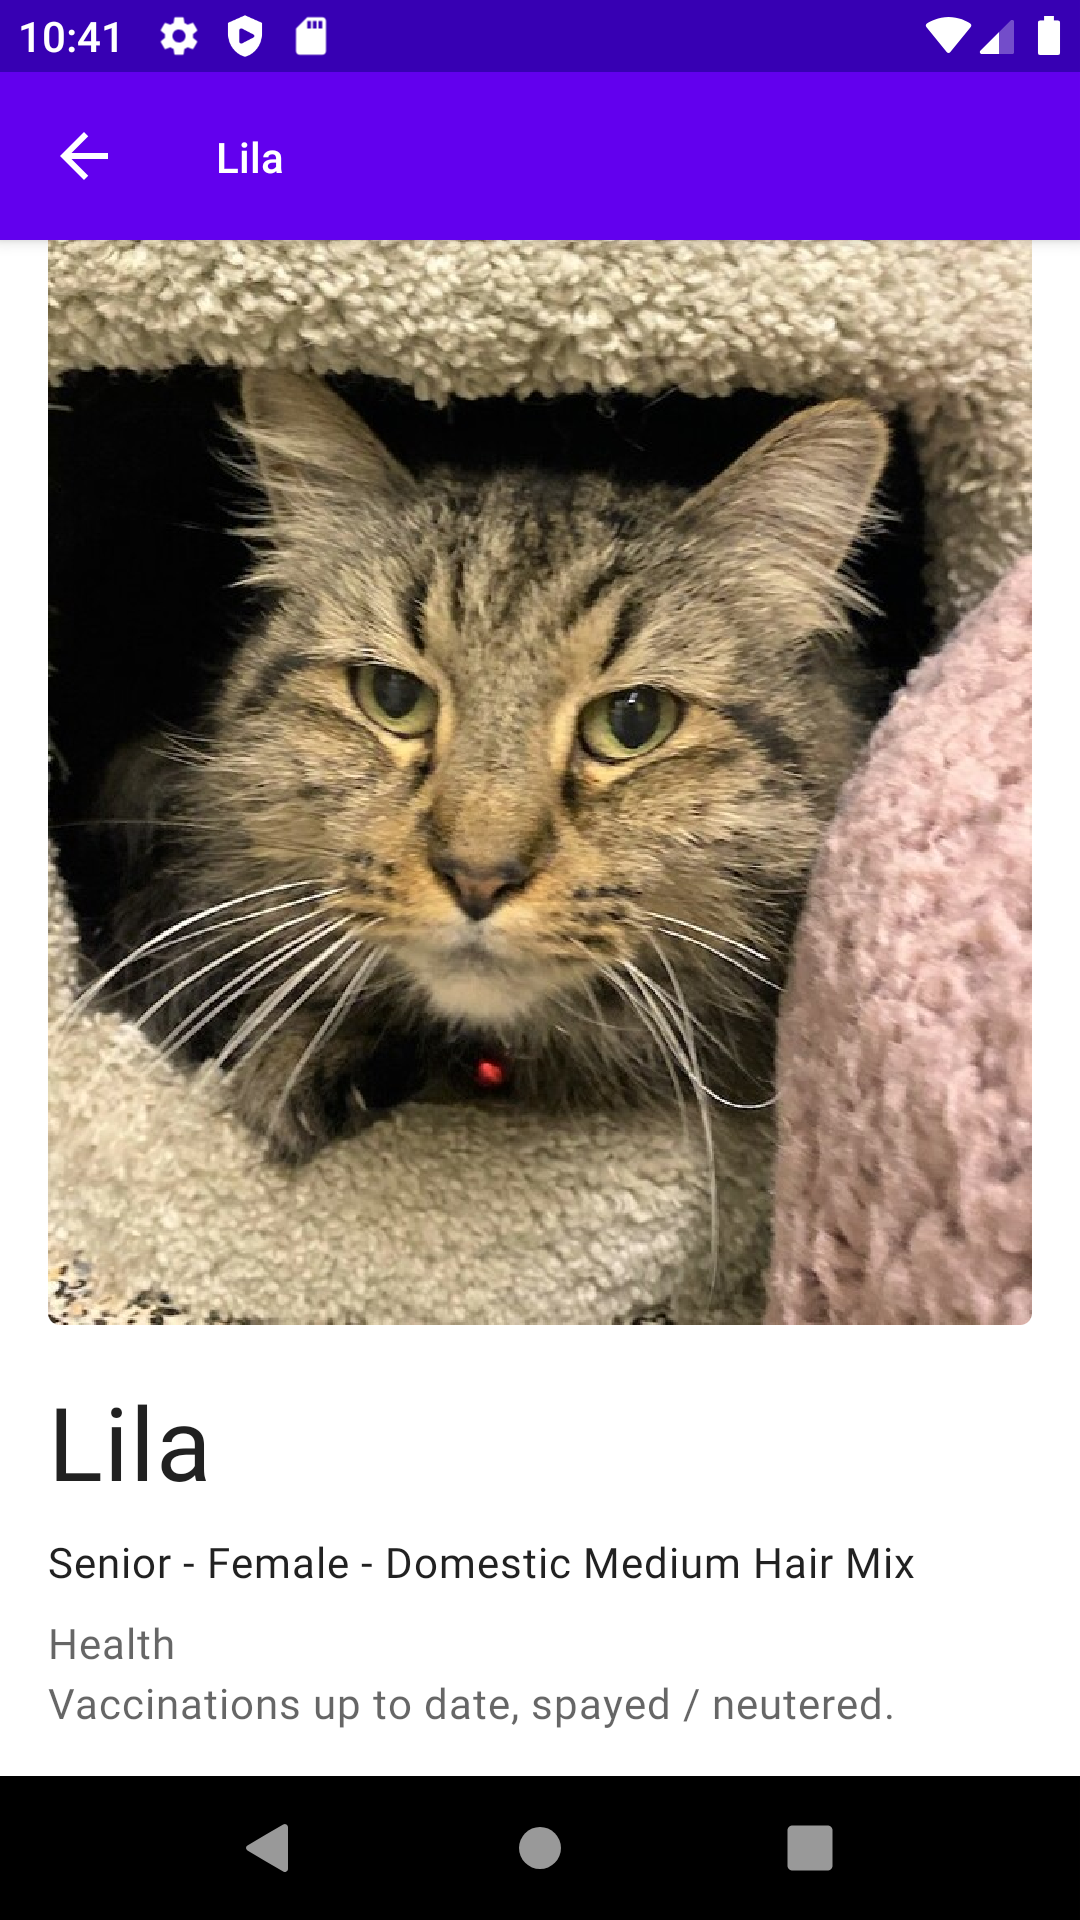 10:41
Lila
Lila
Senior - Female - Domestic Medium Hair Mix
Health
Vaccinations up to date, spayed / neutered.